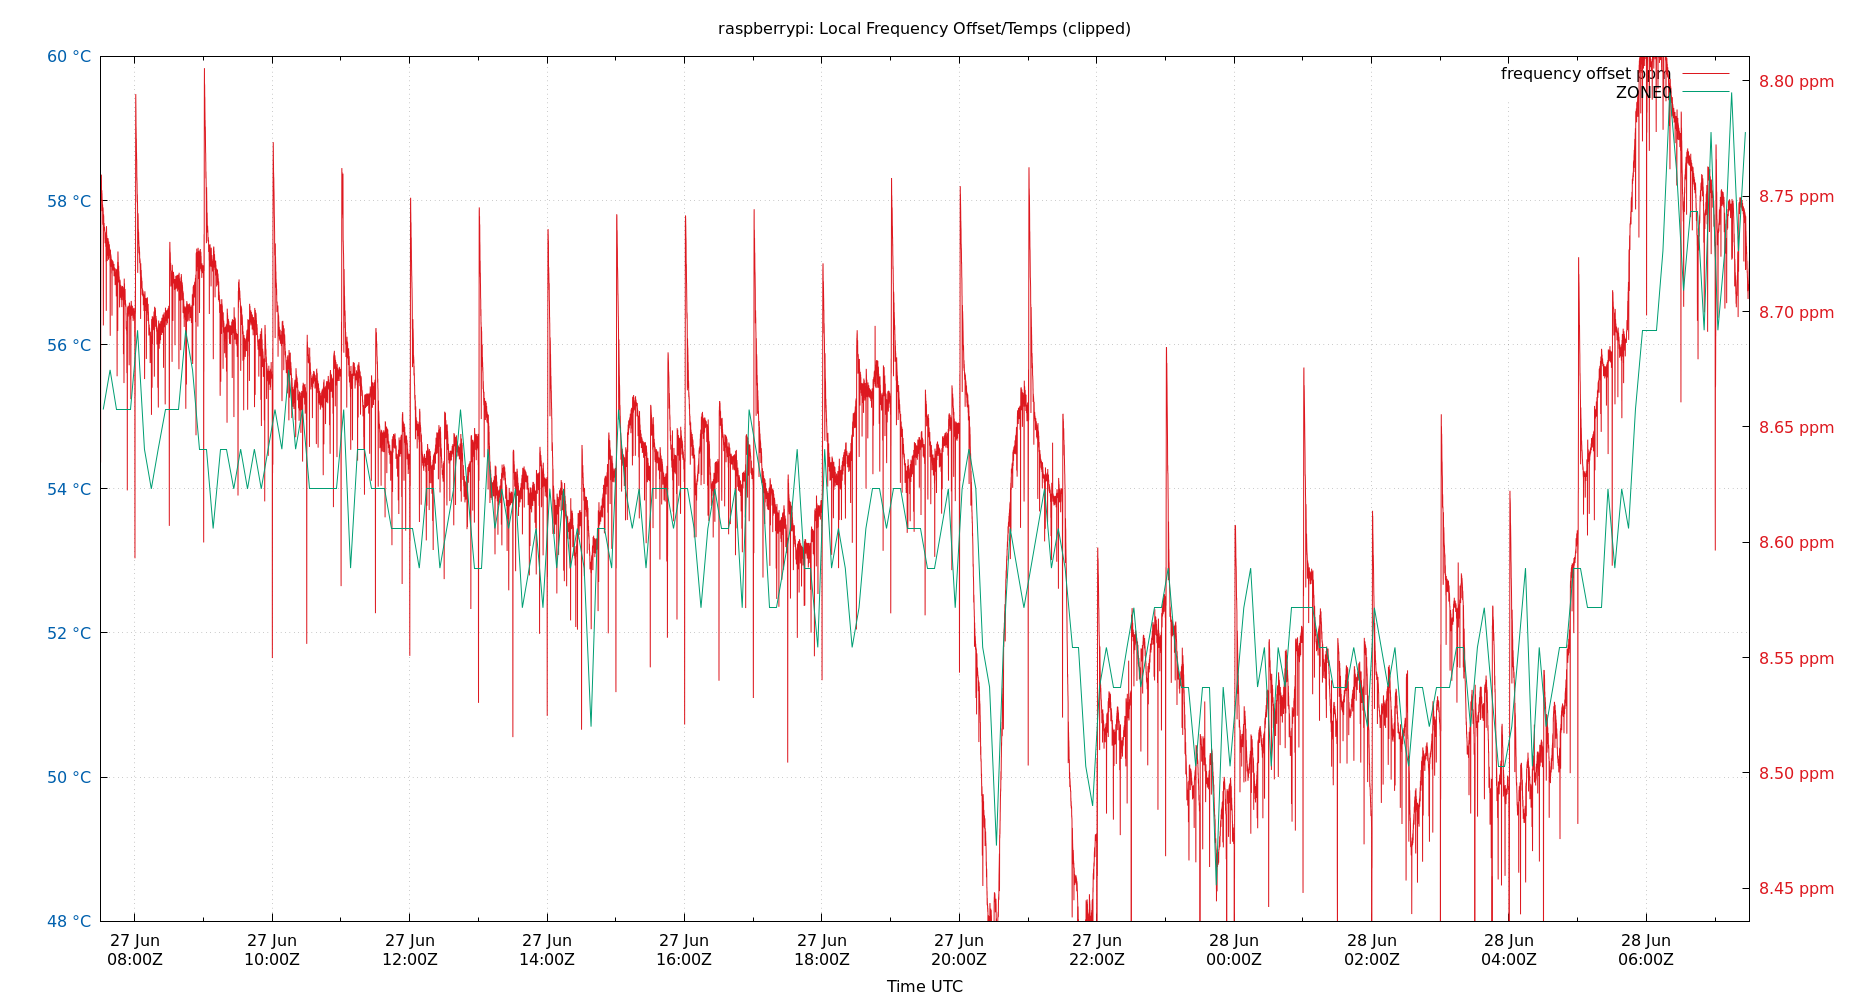 raspberrypi: Local Frequency Offset/Temps (clipped)
60 °C
58 °C
56 °C
54 °C
52 °C
50 °C
48 °C
frequency offset ppm
ZONE0
8.80 ppm
8.75 ppm
8.70 ppm
8.65 ppm
8.60 ppm
8.55 ppm
8.50 ppm
8.45 ppm
27 Jun 27 Jun 27 Jun 27 Jun 27 Jun 27 Jun 27 Jun 27 Jun 28 Jun 28 Jun 28 Jun 28 Jun
08:00Z 10:00Z 12:00Z 14:00Z 16:00Z 18:00Z 20:00Z 22:00Z 00:00Z 02:00Z 04:00Z 06:00Z
Time UTC